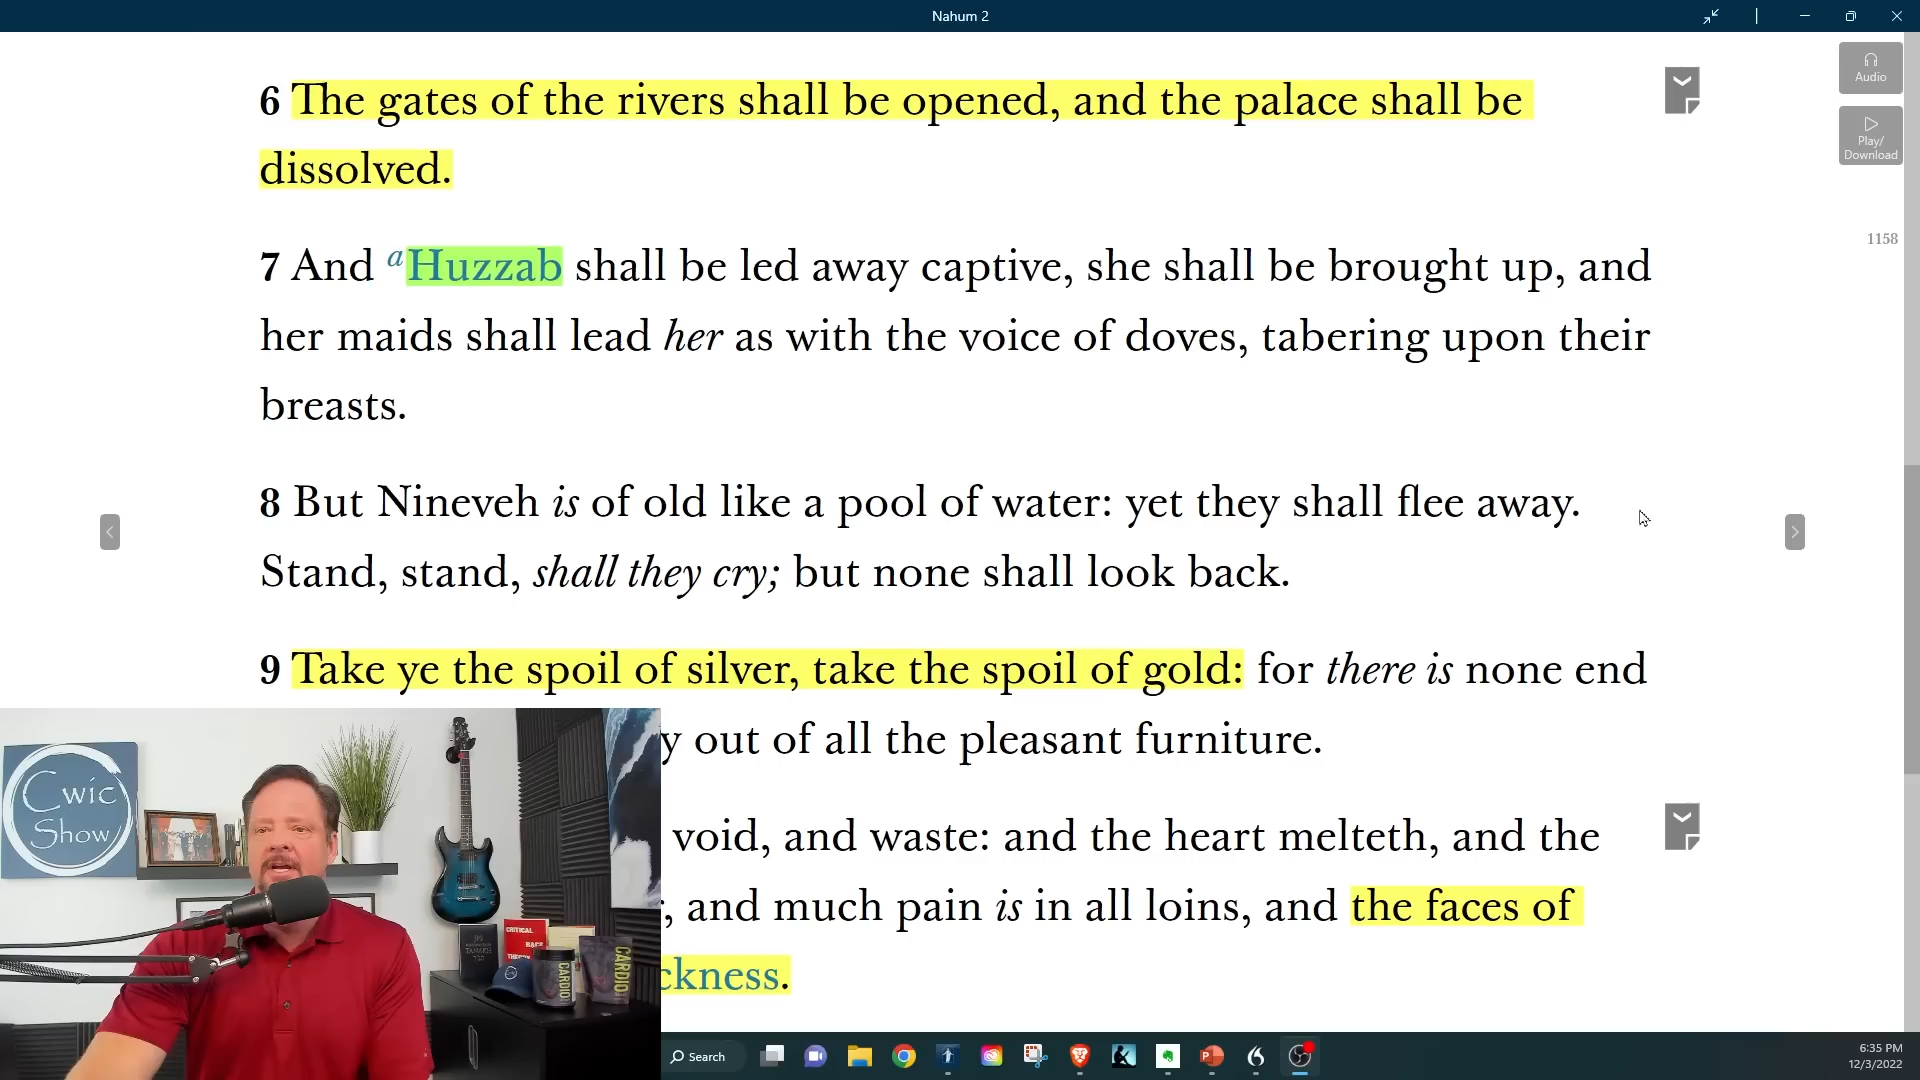 Nahum 2
6 The gates of the rivers shall be opened, and the palace shall be
dissolved.
Audio
Play/
Download
1158
7 And a Huzzab shall be led away captive, she shall be brought up, and
her maids shall lead her as with the voice of doves, tabering upon their
breasts.
8 But Nineveh is of old like a pool of water: yet they shall flee away.
Stand, stand, shall they cry; but none shall look back.
9 Take ye the spoil of silver, take the spoil of gold: for there is none end
y out of all the pleasant furniture.
void, and waste: and the heart melteth, and the
, and much pain is in all loins, and the faces of
ckness.
Cwic
Show
CRITICAL
RACE
THEORY
TANAKH
CARDIO
CARDIO
Search
6:35 PM
12/3/2022